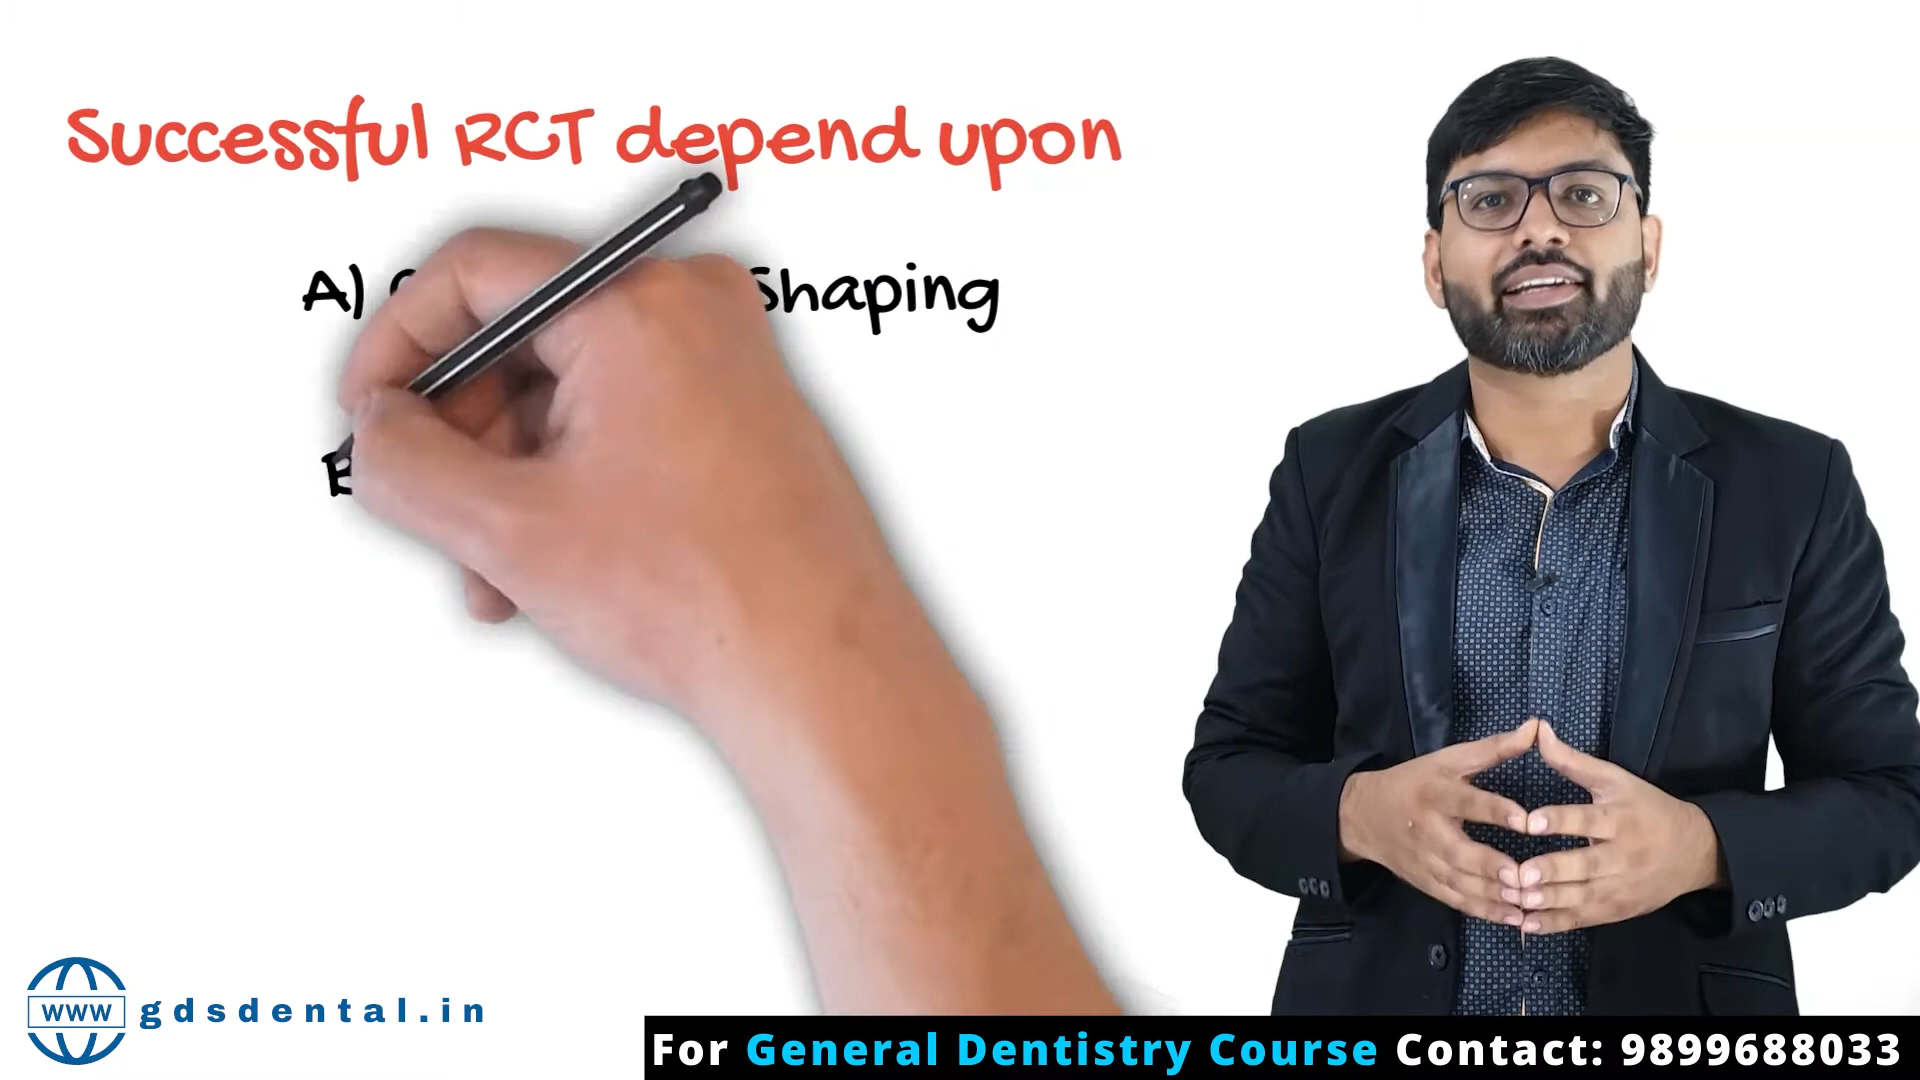 Successful RCT depend upon
A) Shaping
B
www gdsdental.in
For General Dentistry Course Contact: 9899688033